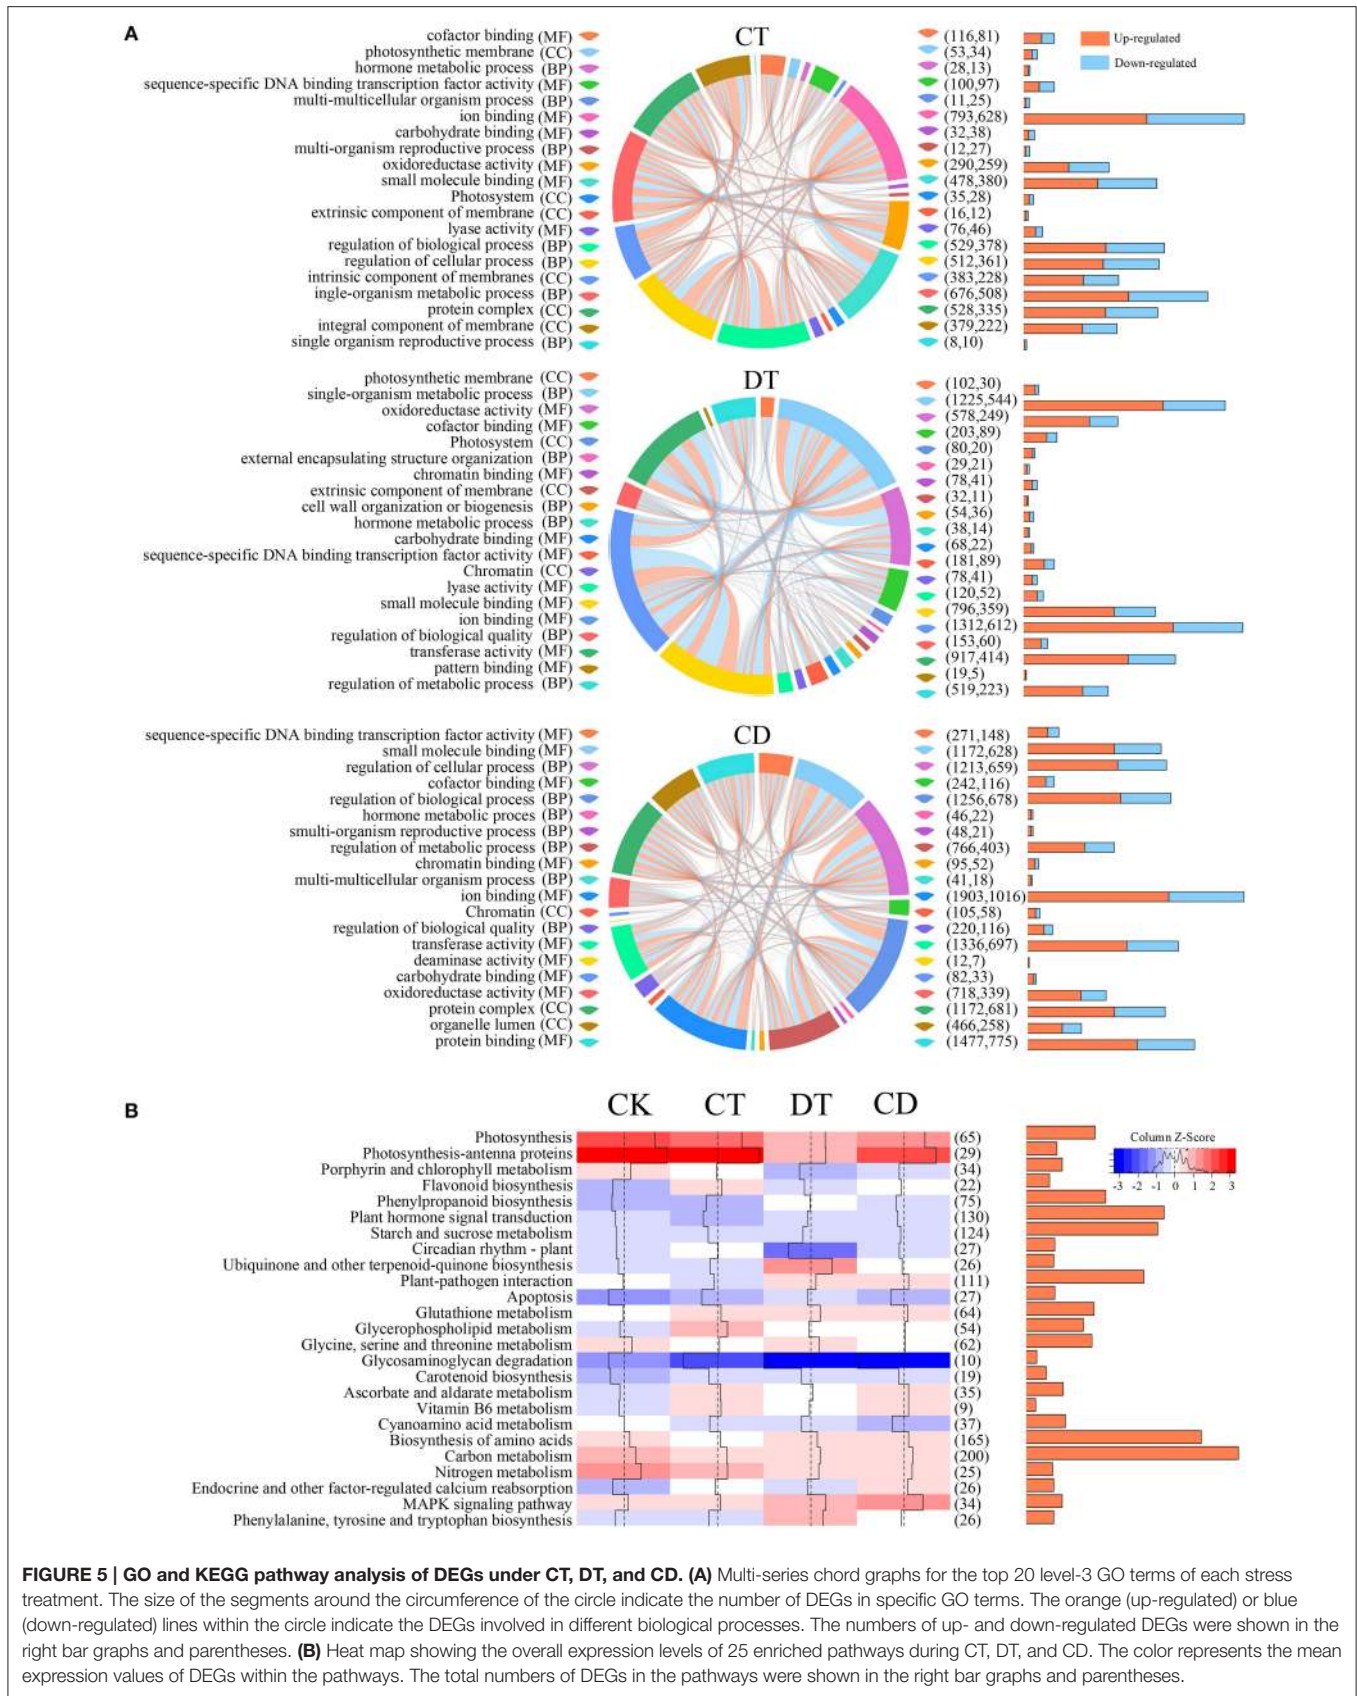 A
CT
cofactor binding (MF) (116,81)
photosynthetic membrane (CC) (53,34)
hormone metabolic process (BP) (28,13)
sequence-specific DNA binding transcription factor activity (MF) (100,97)
multi-multicellular organism process (BP) (11,25)
ion binding (MF) (793,628)
carbohydrate binding (MF) (32,38)
multi-organism reproductive process (BP) (12,27)
oxidoreductase activity (MF) (290,259)
small molecule binding (MF) (478,380)
Photosystem (CC) (35,28)
extrinsic component of membrane (CC) (16,12)
lyase activity (MF) (76,46)
regulation of biological process (BP) (529,378)
regulation of cellular process (BP) (512,361)
intrinsic component of membranes (CC) (383,228)
ingle-organism metabolic process (BP) (676,508)
protein complex (CC) (528,335)
integral component of membrane (CC) (379,222)
single organism reproductive process (BP) (8,10)
Up-regulated
Down-regulated
DT
photosynthetic membrane (CC) (102,30)
single-organism metabolic process (BP) (1225,544)
oxidoreductase activity (MF) (578,249)
cofactor binding (MF) (203,89)
Photosystem (CC) (80,20)
external encapsulating structure organization (BP) (29,21)
chromatin binding (MF) (78,41)
extrinsic component of membrane (CC) (32,11)
cell wall organization or biogenesis (BP) (54,36)
hormone metabolic process (BP) (38,14)
carbohydrate binding (MF) (68,22)
sequence-specific DNA binding transcription factor activity (MF) (181,89)
Chromatin (CC) (78,41)
lyase activity (MF) (120,52)
small molecule binding (MF) (796,359)
ion binding (MF) (1312,612)
regulation of biological quality (BP) (153,60)
transferase activity (MF) (917,414)
pattern binding (MF) (19,5)
regulation of metabolic process (BP) (519,223)
CD
sequence-specific DNA binding transcription factor activity (MF) (271,148)
small molecule binding (MF) (1172,628)
regulation of cellular process (BP) (1213,659)
cofactor binding (MF) (242,116)
regulation of biological process (BP) (1256,678)
hormone metabolic proces (BP) (46,22)
smulti-organism reproductive process (BP) (48,21)
regulation of metabolic process (BP) (766,403)
chromatin binding (MF) (95,52)
multi-multicellular organism process (BP) (41,18)
ion binding (MF) (1903,1016)
Chromatin (CC) (105,58)
regulation of biological quality (BP) (220,116)
transferase activity (MF) (1336,697)
deaminase activity (MF) (12,7)
carbohydrate binding (MF) (82,33)
oxidoreductase activity (MF) (718,339)
protein complex (CC) (1172,681)
organelle lumen (CC) (466,258)
protein binding (MF) (1477,775)
B
CK CT DT CD
Photosynthesis (65)
Photosynthesis-antenna proteins (29)
Porphyrin and chlorophyll metabolism (34)
Flavonoid biosynthesis (22)
Phenylpropanoid biosynthesis (75)
Plant hormone signal transduction (130)
Starch and sucrose metabolism (124)
Circadian rhythm - plant (27)
Ubiquinone and other terpenoid-quinone biosynthesis (26)
Plant-pathogen interaction (111)
Apoptosis (27)
Glutathione metabolism (64)
Glycerophospholipid metabolism (54)
Glycine, serine and threonine metabolism (62)
Glycosaminoglycan degradation (10)
Carotenoid biosynthesis (19)
Ascorbate and aldarate metabolism (35)
Vitamin B6 metabolism (9)
Cyanoamino acid metabolism (37)
Biosynthesis of amino acids (165)
Carbon metabolism (200)
Nitrogen metabolism (25)
Endocrine and other factor-regulated calcium reabsorption (26)
MAPK signaling pathway (34)
Phenylalanine, tyrosine and tryptophan biosynthesis (26)
Column Z-Score
-3 -2 -1 0 1 2 3
FIGURE 5 | GO and KEGG pathway analysis of DEGs under CT, DT, and CD. (A) Multi-series chord graphs for the top 20 level-3 GO terms of each stress
treatment. The size of the segments around the circumference of the circle indicate the number of DEGs in specific GO terms. The orange (up-regulated) or blue
(down-regulated) lines within the circle indicate the DEGs involved in different biological processes. The numbers of up- and down-regulated DEGs were shown in the
right bar graphs and parentheses. (B) Heat map showing the overall expression levels of 25 enriched pathways during CT, DT, and CD. The color represents the mean
expression values of DEGs within the pathways. The total numbers of DEGs in the pathways were shown in the right bar graphs and parentheses.